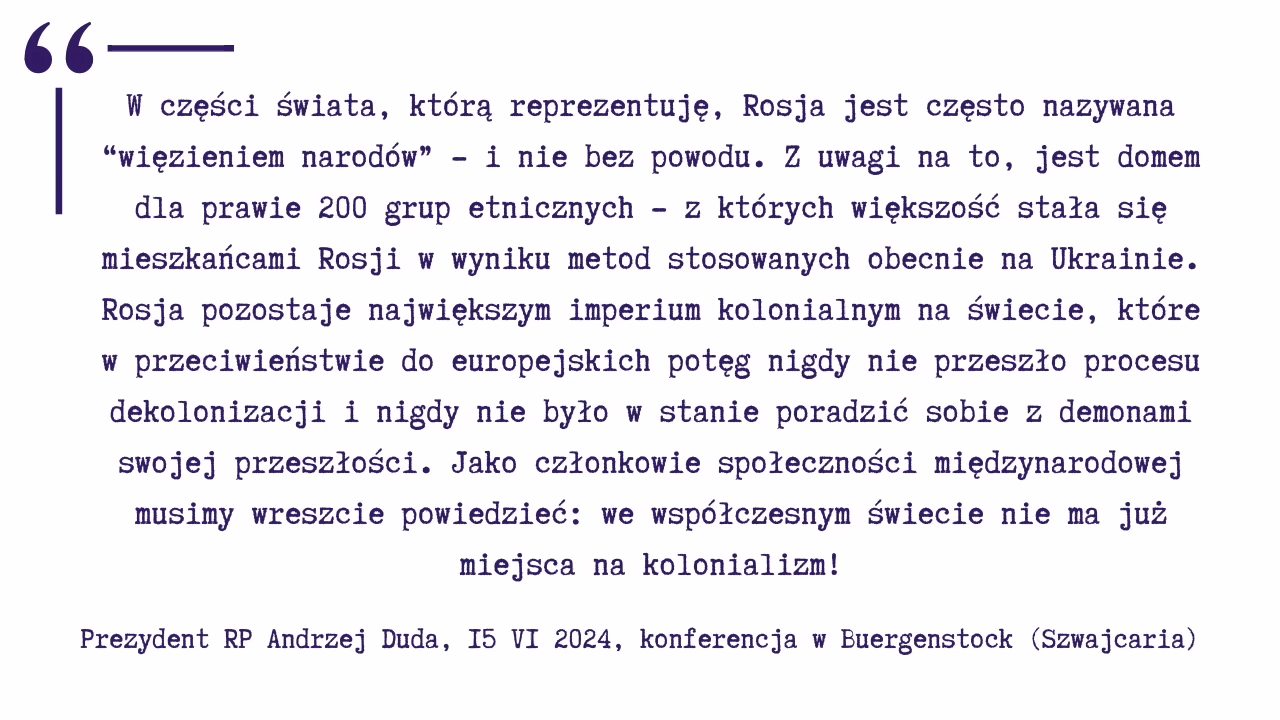 W części świata, którą reprezentuję, Rosja jest często nazywana
“więzieniem narodów” – i nie bez powodu. Z uwagi na to, jest domem
dla prawie 200 grup etnicznych – z których większość stała się
mieszkańcami Rosji w wyniku metod stosowanych obecnie na Ukrainie.
Rosja pozostaje największym imperium kolonialnym na świecie, które
w przeciwieństwie do europejskich potęg nigdy nie przeszło procesu
dekolonizacji i nigdy nie było w stanie poradzić sobie z demonami
swojej przeszłości. Jako członkowie społeczności międzynarodowej
musimy wreszcie powiedzieć: we współczesnym świecie nie ma już
miejsca na kolonializm!
Prezydent RP Andrzej Duda, 15 VI 2024, konferencja w Buergenstock (Szwajcaria)